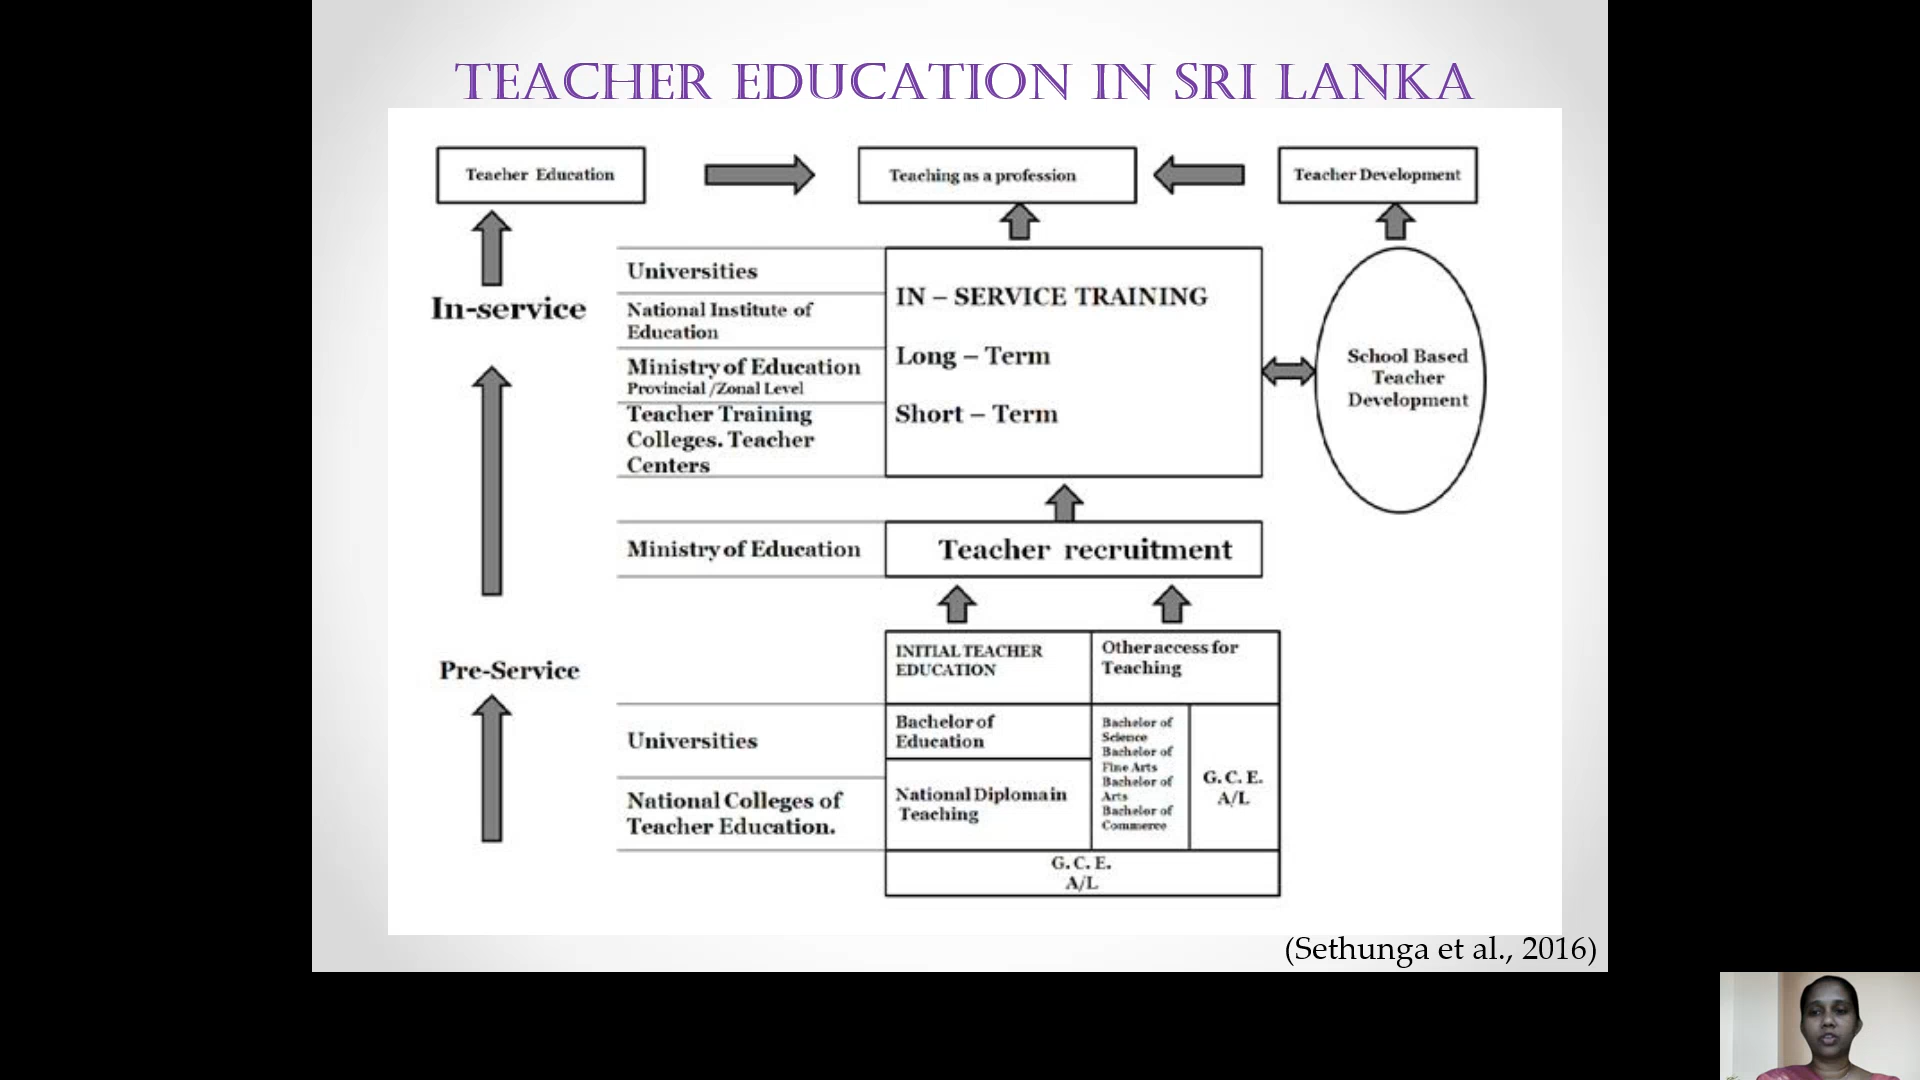 TEACHER EDUCATION IN SRI LANKA
Teacher Education
Teaching as a profession
Teacher Development
In-service
Universities
National Institute of
Education
Ministry of Education
Provincial /Zonal Level
Teacher Training
Colleges. Teacher
Centers
IN – SERVICE TRAINING
Long – Term
Short – Term
School Based
Teacher
Development
Ministry of Education
Teacher recruitment
Pre-Service
INITIAL TEACHER
EDUCATION
Other access for
Teaching
Universities
Bachelor of
Education
National Colleges of
Teacher Education.
National Diploma in
Teaching
Bachelor of
Science
Bachelor of
Fine Arts
Bachelor of
Arts
Bachelor of
Commerce
G. C. E.
A/L
G. C. E.
A/L
(Sethunga et al., 2016)